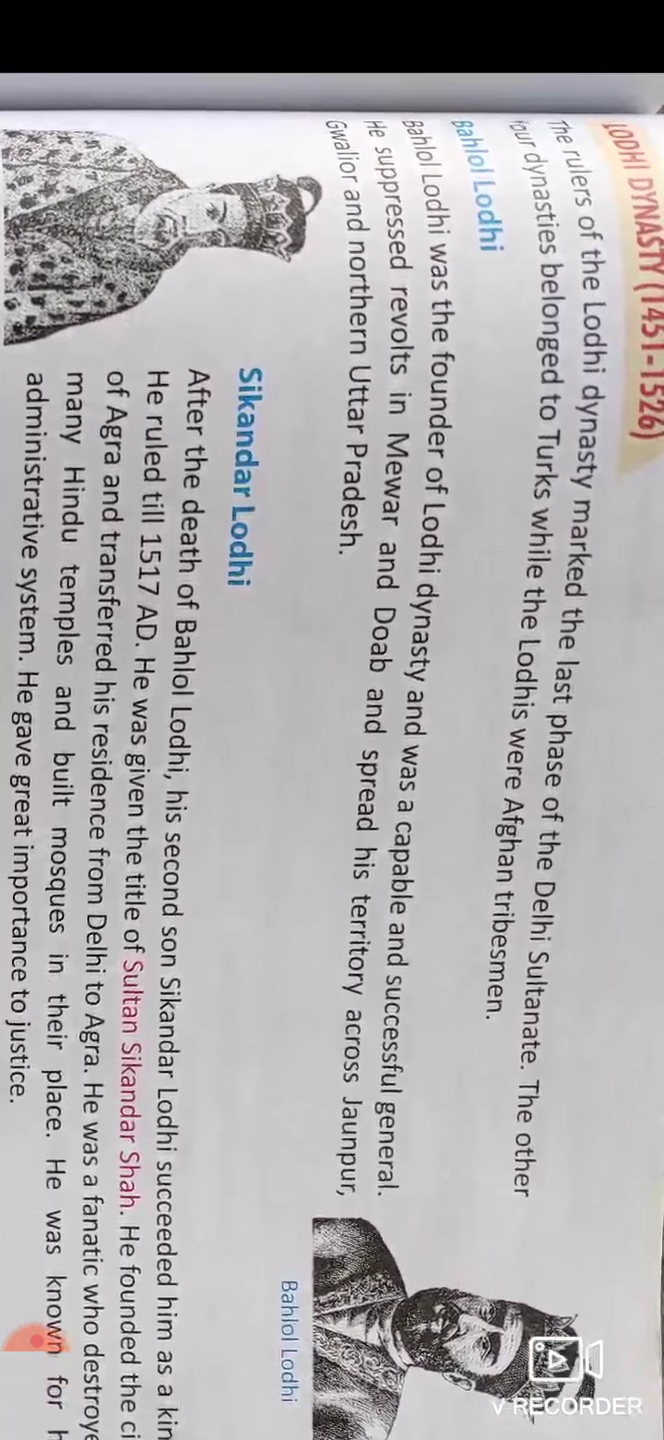 LODHI DYNASTY (1451-1526)
The rulers of the Lodhi dynasty marked the last phase of the Delhi Sultanate. The other
four dynasties belonged to Turks while the Lodhis were Afghan tribesmen.
Bahlol Lodhi
Bahlol Lodhi was the founder of Lodhi dynasty and was a capable and successful general.
He suppressed revolts in Mewar and Doab and spread his territory across Jaunpur,
Gwalior and northern Uttar Pradesh.
Bahlol Lodhi
Sikandar Lodhi
After the death of Bahlol Lodhi, his second son Sikandar Lodhi succeeded him as a kin
He ruled till 1517 AD. He was given the title of Sultan Sikandar Shah. He founded the ci
of Agra and transferred his residence from Delhi to Agra. He was a fanatic who destroye
many Hindu temples and built mosques in their place. He was known for h
administrative system. He gave great importance to justice.
V RECORDER